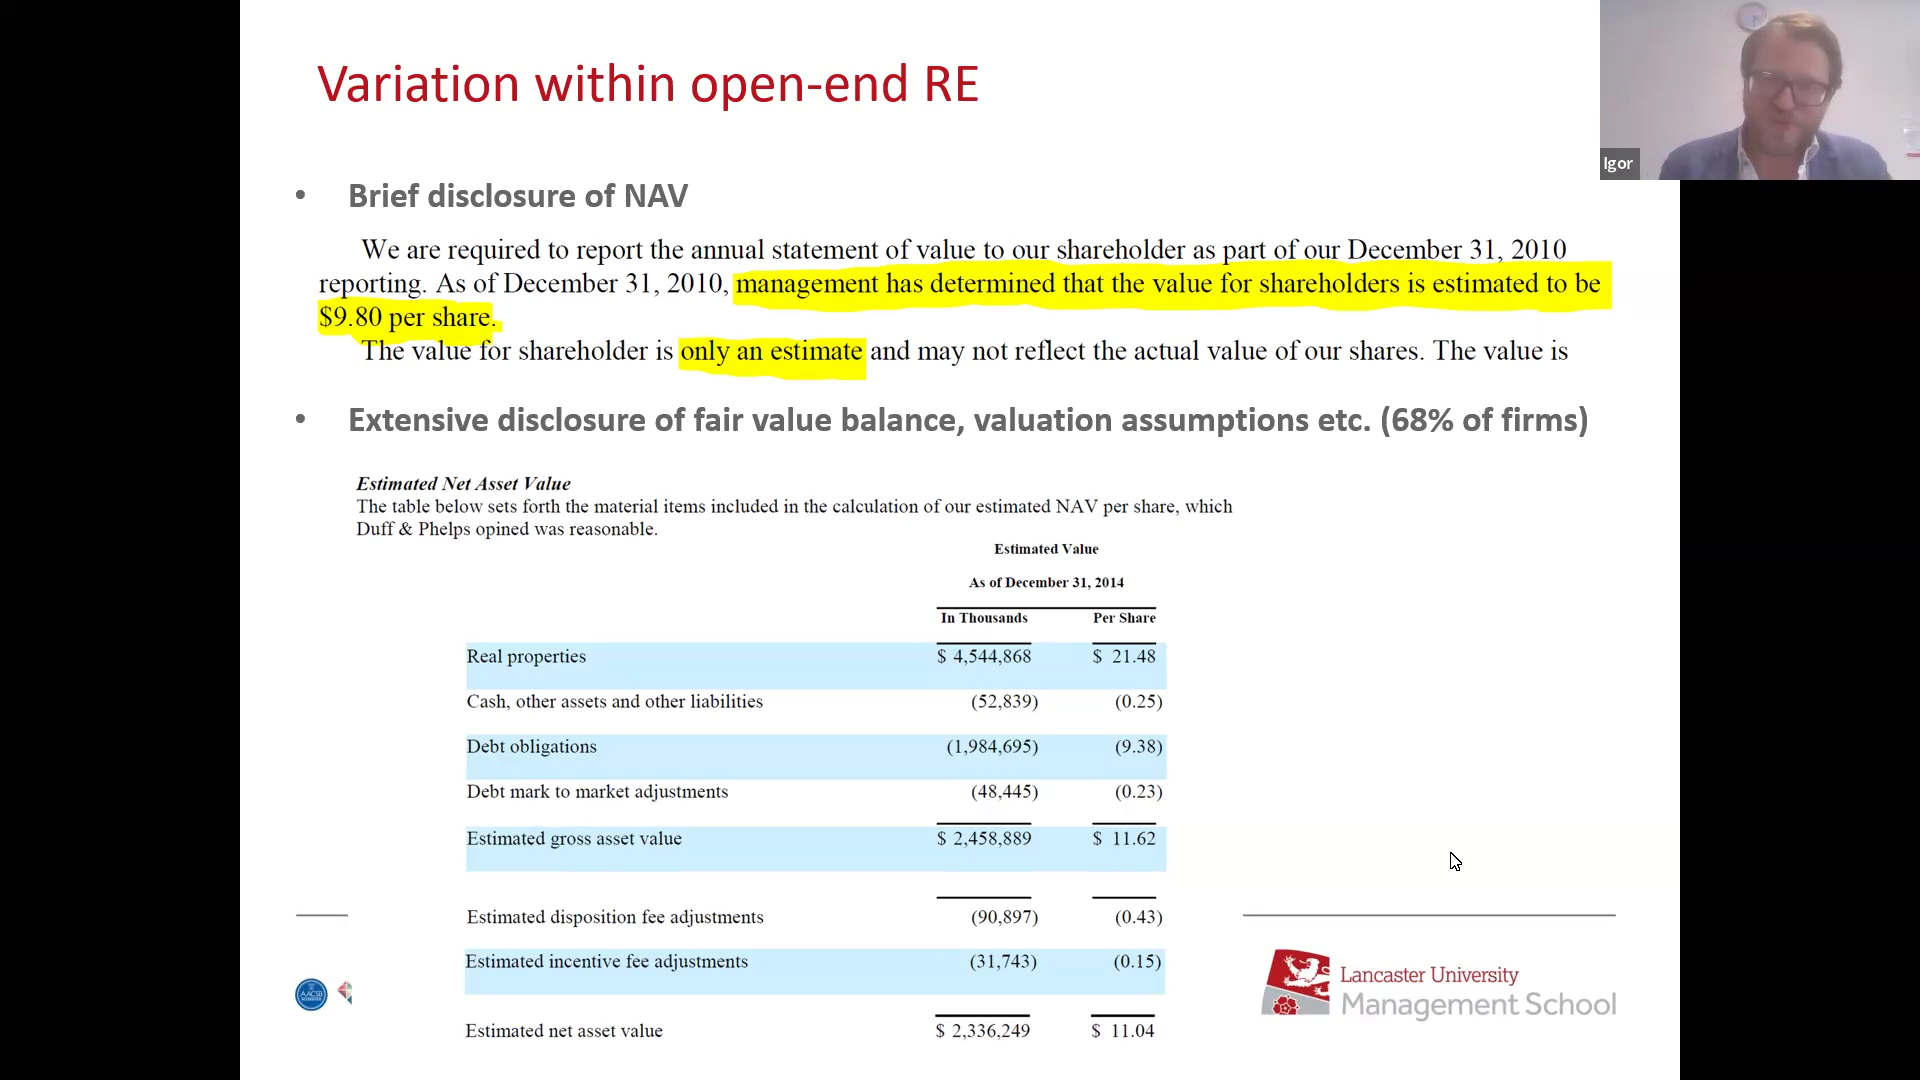 Variation within open-end RE
Igor
• Brief disclosure of NAV
We are required to report the annual statement of value to our shareholder as part of our December 31, 2010
reporting. As of December 31, 2010, management has determined that the value for shareholders is estimated to be
$9.80 per share.
The value for shareholder is only an estimate and may not reflect the actual value of our shares. The value is
• Extensive disclosure of fair value balance, valuation assumptions etc. (68% of firms)
Estimated Net Asset Value
The table below sets forth the material items included in the calculation of our estimated NAV per share, which
Duff & Phelps opined was reasonable.
Estimated Value
As of December 31, 2014
In Thousands Per Share
Real properties $ 4,544,868 $ 21.48
Cash, other assets and other liabilities (52,839) (0.25)
Debt obligations (1,984,695) (9.38)
Debt mark to market adjustments (48,445) (0.23)
Estimated gross asset value $ 2,458,889 $ 11.62
Estimated disposition fee adjustments (90,897) (0.43)
Estimated incentive fee adjustments (31,743) (0.15)
Estimated net asset value $ 2,336,249 $ 11.04
AACSB
Lancaster University
Management School